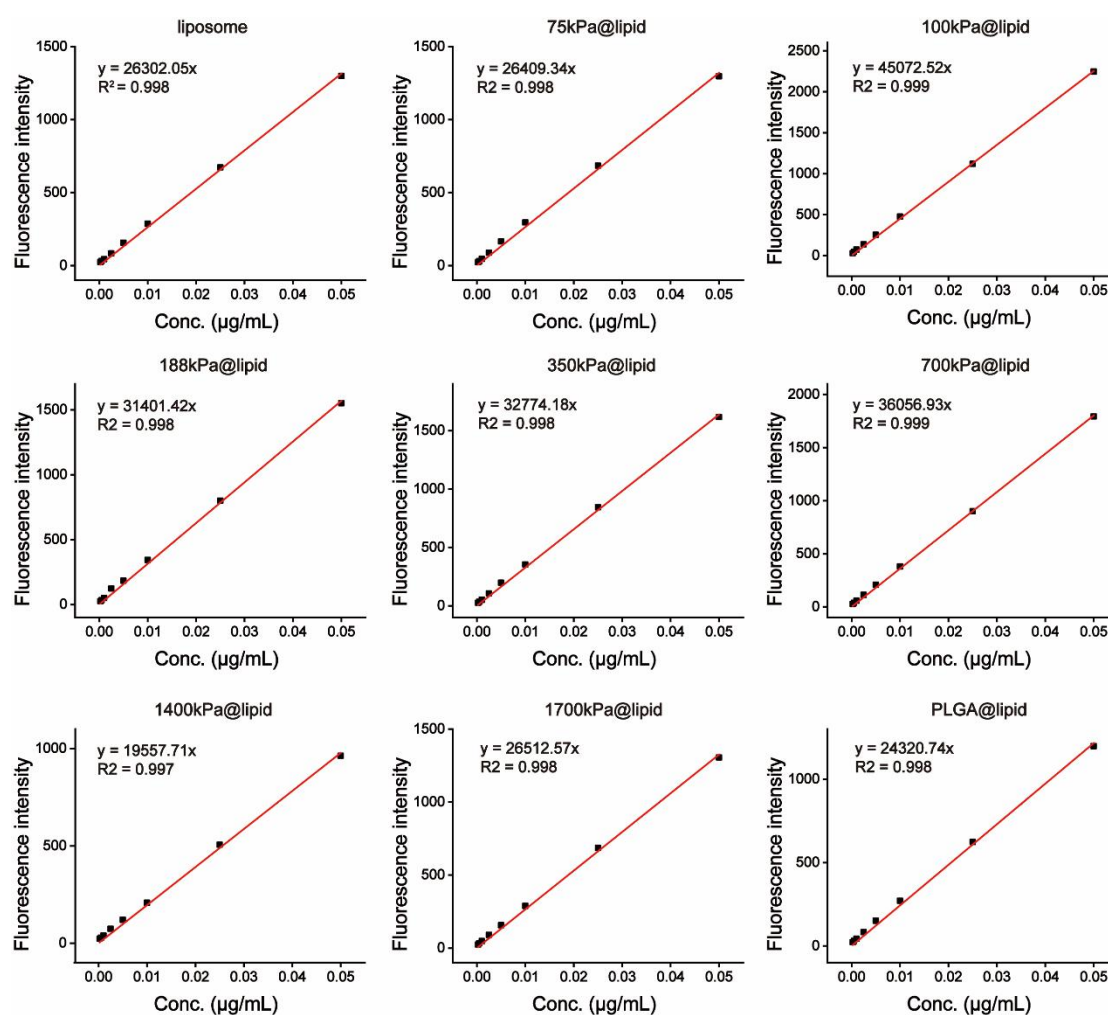 liposome
y = 26302.05x
R² = 0.998
1500
1000
500
0
Fluorescence intensity
0.00 0.01 0.02 0.03 0.04 0.05
Conc. (µg/mL)
75kPa@lipid
y = 26409.34x
R2 = 0.998
1500
1000
500
0
Fluorescence intensity
0.00 0.01 0.02 0.03 0.04 0.05
Conc. (µg/mL)
100kPa@lipid
y = 45072.52x
R2 = 0.999
2500
2000
1500
1000
500
0
Fluorescence intensity
0.00 0.01 0.02 0.03 0.04 0.05
Conc. (µg/mL)
188kPa@lipid
y = 31401.42x
R2 = 0.998
1500
1000
500
0
Fluorescence intensity
0.00 0.01 0.02 0.03 0.04 0.05
Conc. (µg/mL)
350kPa@lipid
y = 32774.18x
R2 = 0.998
1500
1000
500
0
Fluorescence intensity
0.00 0.01 0.02 0.03 0.04 0.05
Conc. (µg/mL)
700kPa@lipid
y = 36056.93x
R2 = 0.999
2000
1500
1000
500
0
Fluorescence intensity
0.00 0.01 0.02 0.03 0.04 0.05
Conc. (µg/mL)
1400kPa@lipid
y = 19557.71x
R2 = 0.997
1000
500
0
Fluorescence intensity
0.00 0.01 0.02 0.03 0.04 0.05
Conc. (µg/mL)
1700kPa@lipid
y = 26512.57x
R2 = 0.998
1500
1000
500
0
Fluorescence intensity
0.00 0.01 0.02 0.03 0.04 0.05
Conc. (µg/mL)
PLGA@lipid
y = 24320.74x
R2 = 0.998
1000
500
0
Fluorescence intensity
0.00 0.01 0.02 0.03 0.04 0.05
Conc. (µg/mL)